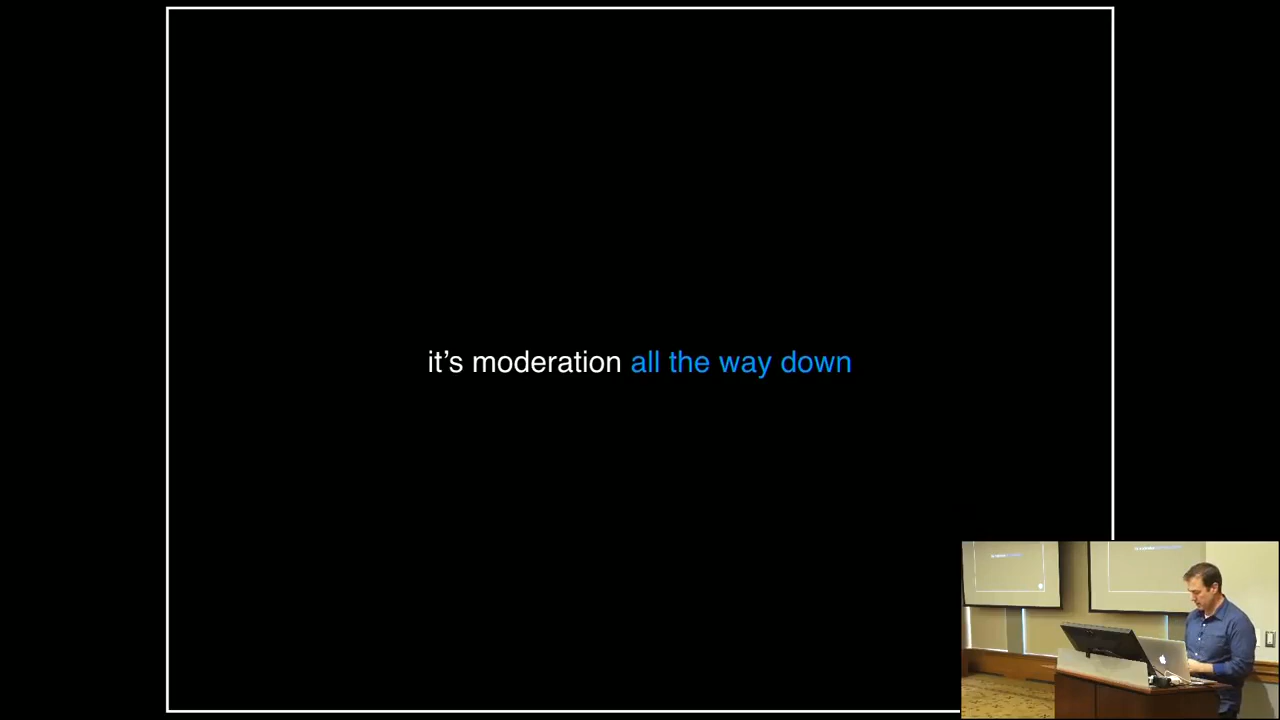 it’s moderation all the way down